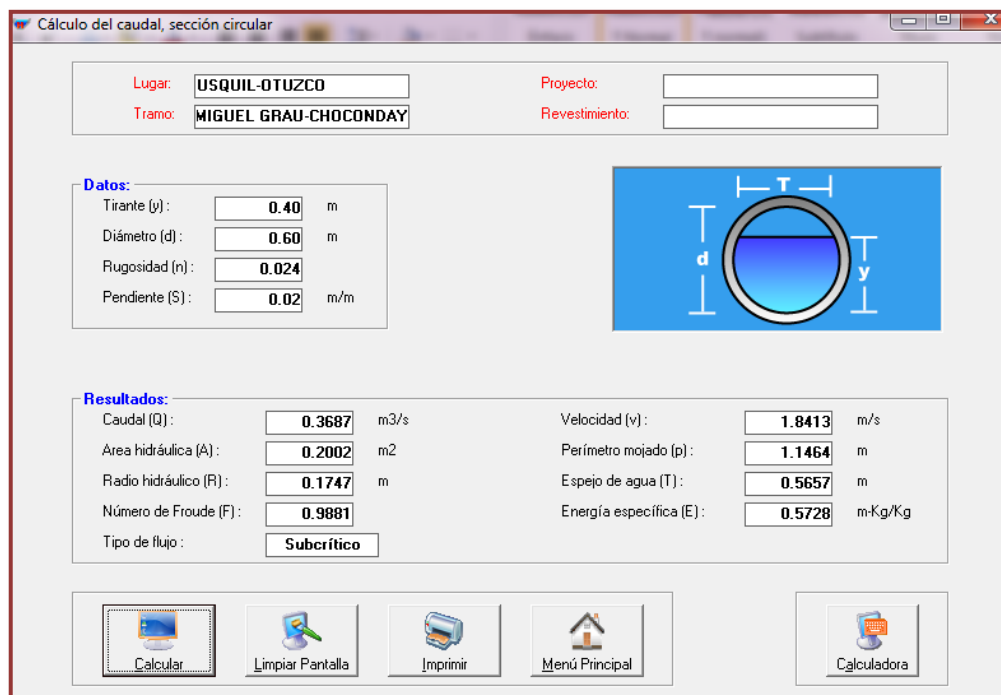 Cálculo del caudal, sección circular
Lugar: USQUIL-OTUZCO Proyecto:
Tramo: MIGUEL GRAU-CHOCONDAY Revestimiento:
Datos:
Tirante (y) : 0.40 m
Diámetro (d) : 0.60 m
Rugosidad (n) : 0.024
Pendiente (S) : 0.02 m/m
T
d
y
Resultados:
Caudal (Q) : 0.3687 m3/s Velocidad (v) : 1.8413 m/s
Area hidráulica (A) : 0.2002 m2 Perímetro mojado (p) : 1.1464 m
Radio hidráulico (R) : 0.1747 m Espejo de agua (T) : 0.5657 m
Número de Froude (F) : 0.9881 Energía específica (E) : 0.5728 m-Kg/Kg
Tipo de flujo : Subcrítico
Calcular Limpiar Pantalla Imprimir Menú Principal Calculadora